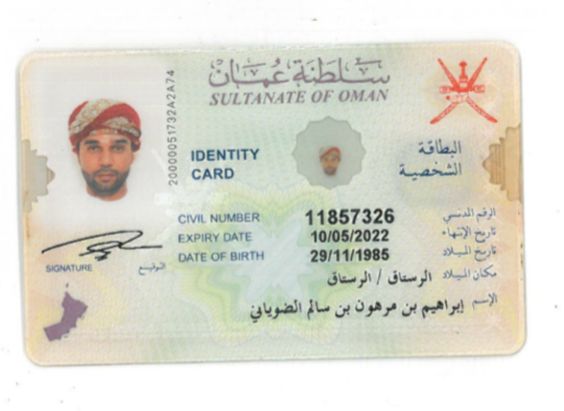 سلطنة عمان
SULTANATE OF OMAN
20000051732A2A74
IDENTITY CARD
البطاقة الشخصية
CIVIL NUMBER 11857326 الرقم المدني
EXPIRY DATE 10/05/2022 تاريخ الإنتهاء
DATE OF BIRTH 29/11/1985 تاريخ الميلاد
الرستاق / الرستاق مكان الميلاد
SIGNATURE التوقيع
الإسم إبراهيم بن مرهون بن سالم الضوياني